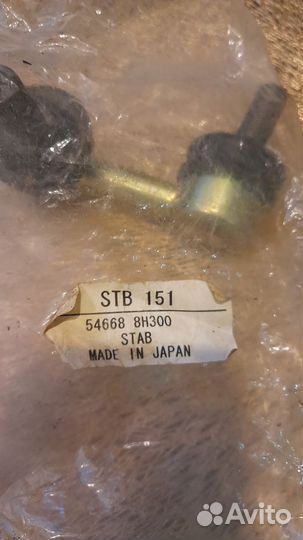 STB 151
54668 8H300
STAB
MADE IN JAPAN
Avito